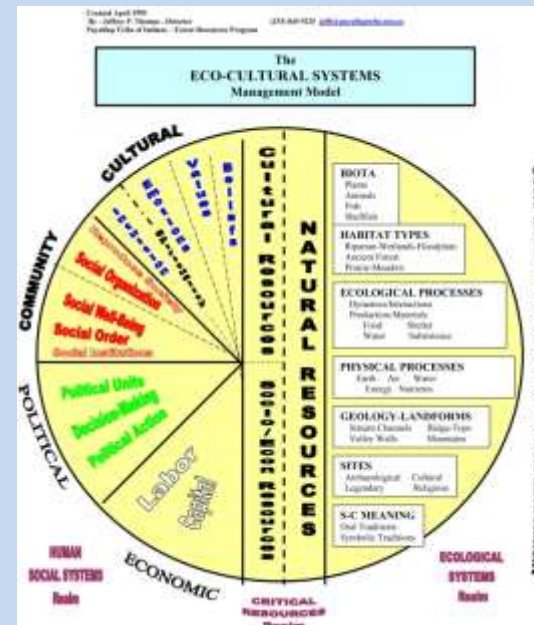 Created April 1999
The
ECO-CULTURAL SYSTEMS
Management Model
CULTURAL
COMMUNITY
POLITICAL
ECONOMIC
Beliefs
Values
Social Organization
Social Well-Being
Social Order
Social Institutions
Political Units
Decision-Making
Political Action
Labor
Capital
Cultural Resources
Socio/Econ Resources
NATURAL RESOURCES
BIOTA
Plants
Animals
Fish
Shellfish
HABITAT TYPES
Riparian-Wetlands-Floodplain
Ancient Forest
Prairie-Meadow
ECOLOGICAL PROCESSES
Dynamics/Interactions
Production/Materials
Food Shelter
Water Subsistence
PHYSICAL PROCESSES
Earth Air Water
Energy Nutrients
GEOLOGY-LANDFORMS
Stream Channels Ridge-Tops
Valley Walls Mountains
SITES
Archaeological Cultural
Legendary Religious
S-C MEANING
Oral Traditions
Symbolic Traditions
HUMAN
SOCIAL SYSTEMS
Realm
CRITICAL
RESOURCES
Realm
ECOLOGICAL
SYSTEMS
Realm